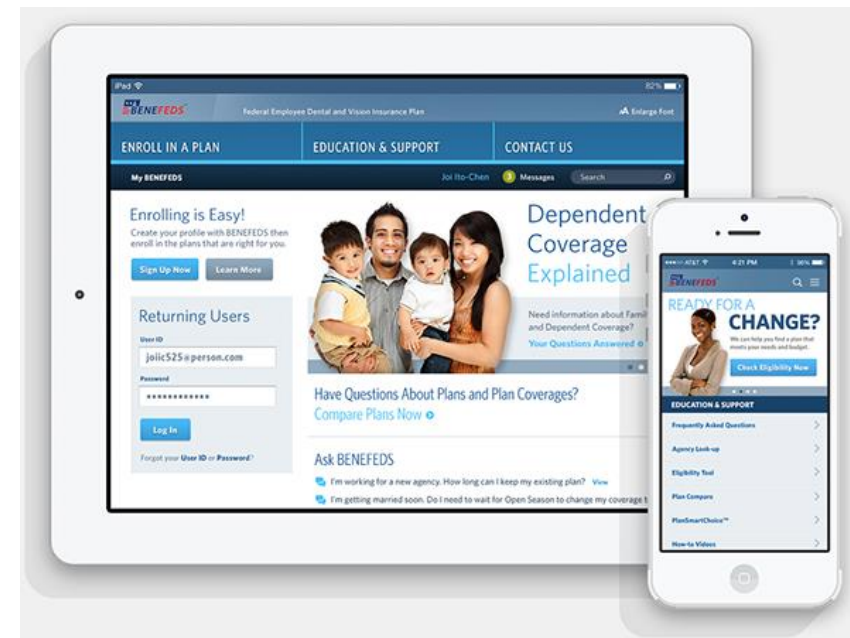 iPad
82%
My
BENEFEDS
Federal Employee Dental and Vision Insurance Plan
AA Enlarge Font
ENROLL IN A PLAN
EDUCATION & SUPPORT
CONTACT US
My BENEFEDS
Joi Ito-Chen
3 Messages
Search
Enrolling is Easy!
Create your profile with BENEFEDS then
enroll in the plans that are right for you.
Sign Up Now
Learn More
Returning Users
User ID
joiic525@person.com
Password
************
Log In
Forgot your User ID or Password?
Dependent
Coverage
Explained
Need information about Fami
and Dependent Coverage?
Your Questions Answered
Have Questions About Plans and Plan Coverages?
Compare Plans Now
Ask BENEFEDS
I'm working for a new agency. How long can I keep my existing plan? View
I'm getting married soon. Do I need to wait for Open Season to change my coverage t
AT&T
4:21 PM
BENEFEDS
READY FOR A
CHANGE?
We can help you find a plan that
meets your needs and budget.
Check Eligibility Now
EDUCATION & SUPPORT
Frequently Asked Questions
Agency Look-up
Eligibility Tool
Plan Compare
PlanSmartChoice™
How-to Videos